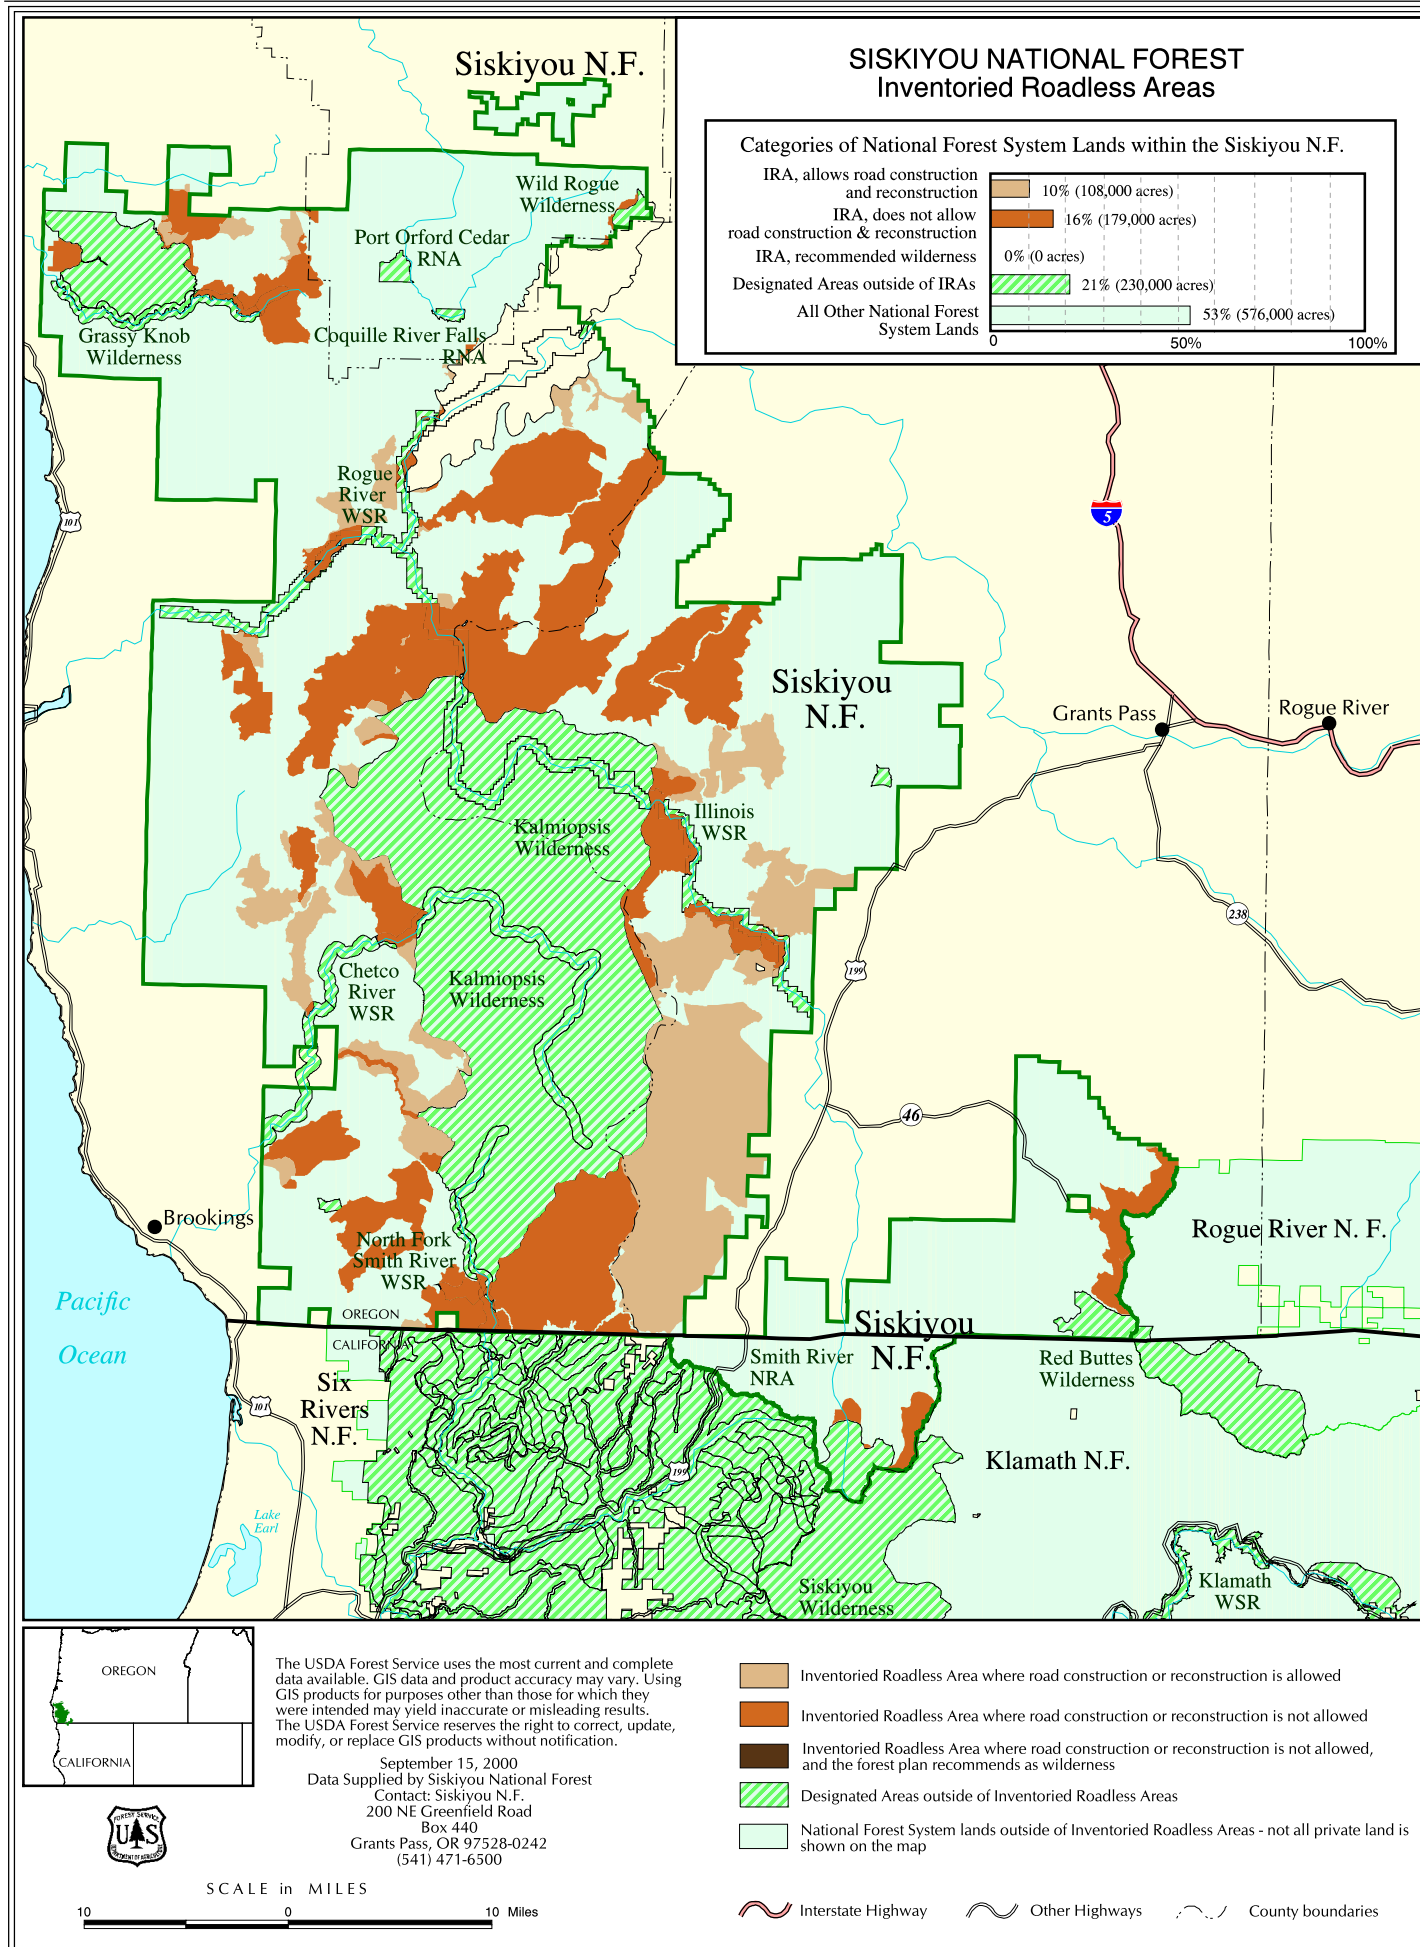 Siskiyou N.F.
SISKIYOU NATIONAL FOREST
Inventoried Roadless Areas
Categories of National Forest System Lands within the Siskiyou N.F.
IRA, allows road construction
and reconstruction
10% (108,000 acres)
IRA, does not allow
road construction & reconstruction
16% (179,000 acres)
IRA, recommended wilderness
0% (0 acres)
Designated Areas outside of IRAs
21% (230,000 acres)
All Other National Forest
System Lands
53% (576,000 acres)
0
50%
100%
Wild Rogue
Wilderness
Port Orford Cedar
RNA
Grassy Knob
Wilderness
Coquille River Falls
RNA
Rogue
River
WSR
101
5
Siskiyou
N.F.
Grants Pass
Rogue River
Illinois
WSR
Kalmiopsis
Wilderness
238
199
Chetco
River
WSR
Kalmiopsis
Wilderness
46
Brookings
Rogue River N. F.
North Fork
Smith River
WSR
Pacific
Ocean
OREGON
CALIFORNIA
Siskiyou
N.F.
Smith River
NRA
Red Buttes
Wilderness
Six
Rivers
N.F.
101
Klamath N.F.
199
Lake
Earl
Siskiyou
Wilderness
Klamath
WSR
OREGON
CALIFORNIA
The USDA Forest Service uses the most current and complete
data available. GIS data and product accuracy may vary. Using
GIS products for purposes other than those for which they
were intended may yield inaccurate or misleading results.
The USDA Forest Service reserves the right to correct, update,
modify, or replace GIS products without notification.
September 15, 2000
Data Supplied by Siskiyou National Forest
Contact: Siskiyou N.F.
200 NE Greenfield Road
Box 440
Grants Pass, OR 97528-0242
(541) 471-6500
FOREST SERVICE
U S
DEPARTMENT OF AGRICULTURE
SCALE in MILES
10
0
10 Miles
Inventoried Roadless Area where road construction or reconstruction is allowed
Inventoried Roadless Area where road construction or reconstruction is not allowed
Inventoried Roadless Area where road construction or reconstruction is not allowed,
and the forest plan recommends as wilderness
Designated Areas outside of Inventoried Roadless Areas
National Forest System lands outside of Inventoried Roadless Areas - not all private land is
shown on the map
Interstate Highway
Other Highways
County boundaries